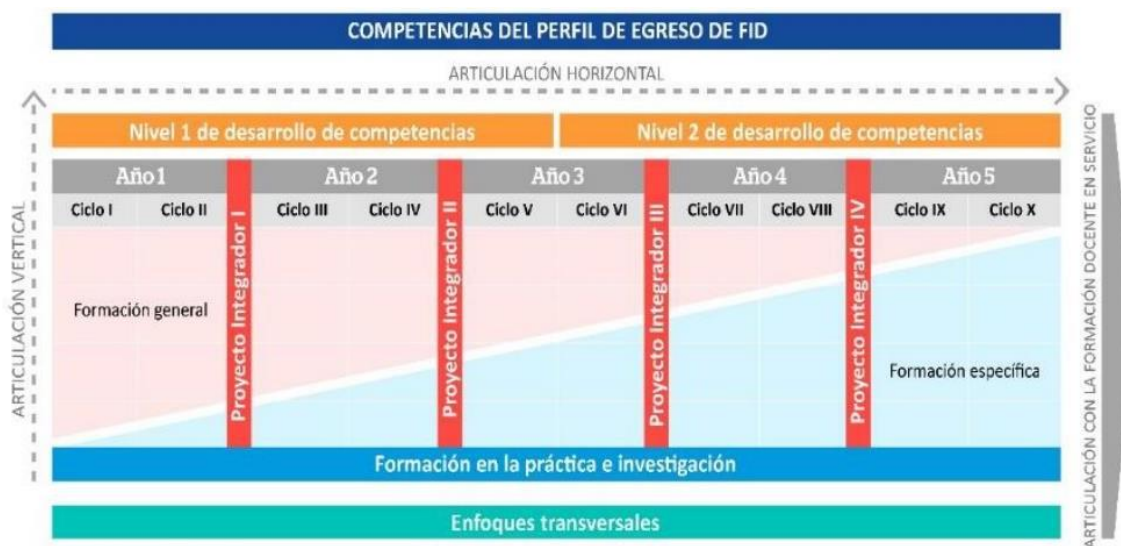 COMPETENCIAS DEL PERFIL DE EGRESO DE FID
ARTICULACIÓN HORIZONTAL
Nivel 1 de desarrollo de competencias
Nivel 2 de desarrollo de competencias
Año 1
Año 2
Año 3
Año 4
Año 5
Ciclo I
Ciclo II
Ciclo III
Ciclo IV
Ciclo V
Ciclo VI
Ciclo VII
Ciclo VIII
Ciclo IX
Ciclo X
Proyecto Integrador I
Proyecto Integrador II
Proyecto Integrador III
Proyecto Integrador IV
ARTICULACIÓN VERTICAL
Formación general
Formación específica
ARTICULACIÓN CON LA FORMACIÓN DOCENTE EN SERVICIO
Formación en la práctica e investigación
Enfoques transversales